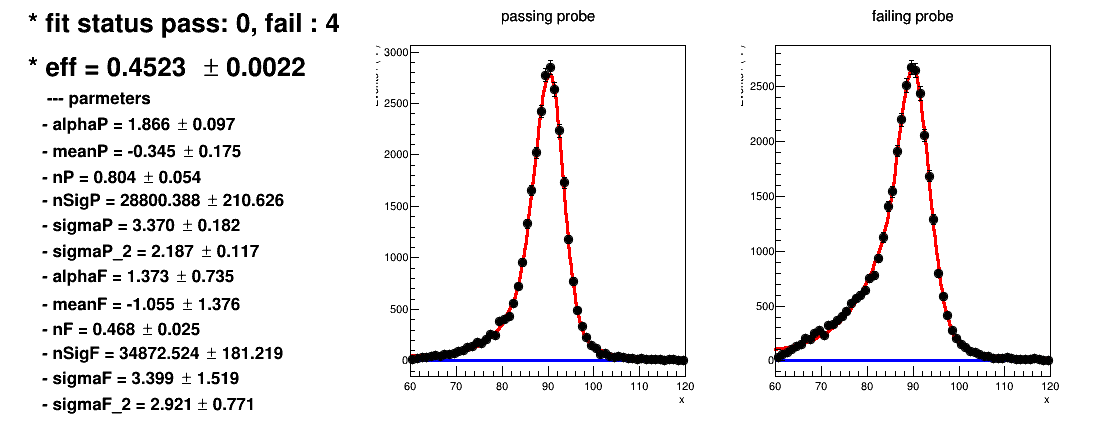 * fit status pass: 0, fail : 4
* eff = 0.4523 ± 0.0022
--- parmeters
- alphaP = 1.866 ± 0.097
- meanP = -0.345 ± 0.175
- nP = 0.804 ± 0.054
- nSigP = 28800.388 ± 210.626
- sigmaP = 3.370 ± 0.182
- sigmaP_2 = 2.187 ± 0.117
- alphaF = 1.373 ± 0.735
- meanF = -1.055 ± 1.376
- nF = 0.468 ± 0.025
- nSigF = 34872.524 ± 181.219
- sigmaF = 3.399 ± 1.519
- sigmaF_2 = 2.921 ± 0.771
passing probe
3000
2500
2000
1500
1000
500
0
60 70 80 90 100 110 120
x
failing probe
2500
2000
1500
1000
500
0
60 70 80 90 100 110 120
x